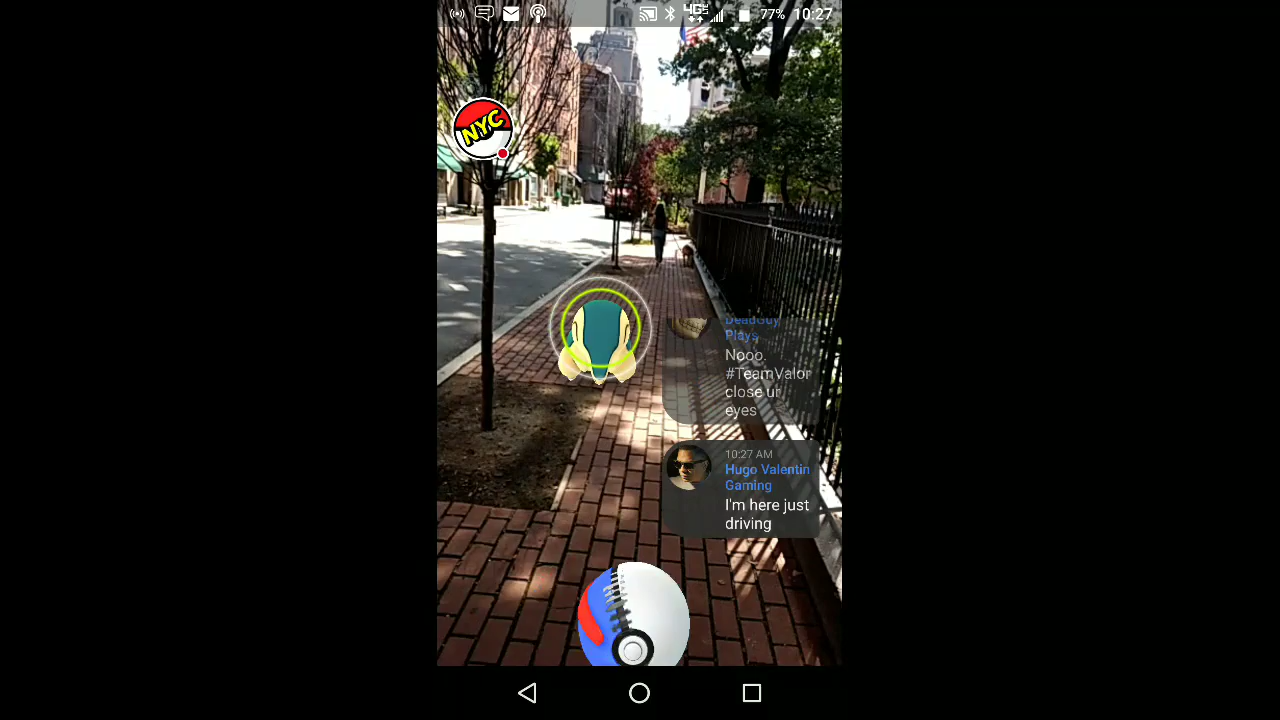 4G 77% 10:27
NYC
DeadGuy
Plays
Nooo.
#TeamValor
close ur
eyes
10:27 AM
Hugo Valentin
Gaming
I'm here just
driving